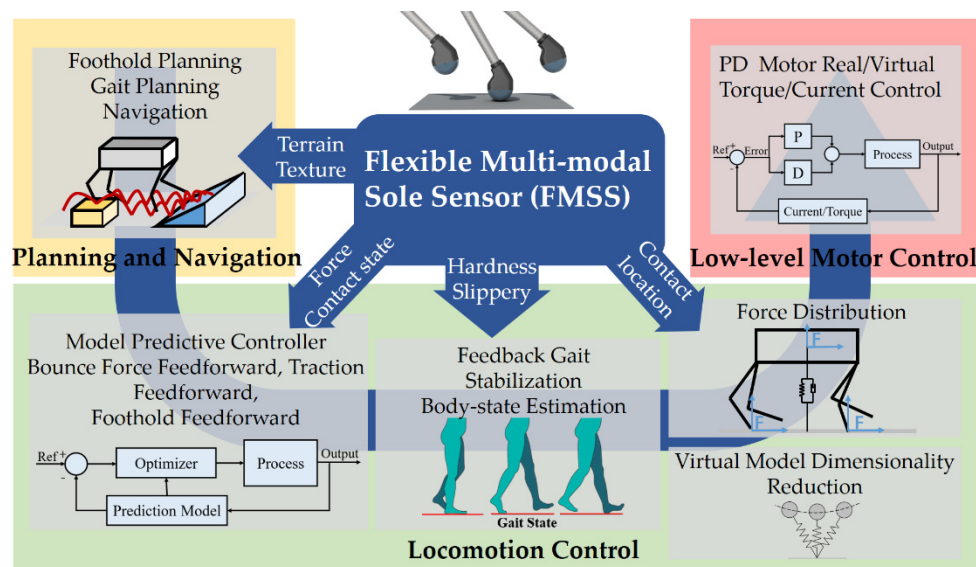 Foothold Planning
Gait Planning
Navigation
Planning and Navigation
Terrain
Texture
Flexible Multi-modal
Sole Sensor (FMSS)
Force
Contact state
Hardness
Slippery
Contact
location
PD Motor Real/Virtual
Torque/Current Control
Ref
+
-
Error
P
D
Process
Output
Current/Torque
Low-level Motor Control
Model Predictive Controller
Bounce Force Feedforward, Traction
Feedforward,
Foothold Feedforward
Ref
+
-
Optimizer
Process
Output
Prediction Model
Feedback Gait
Stabilization
Body-state Estimation
Gait State
Locomotion Control
Force Distribution
F
F
F
Virtual Model Dimensionality
Reduction